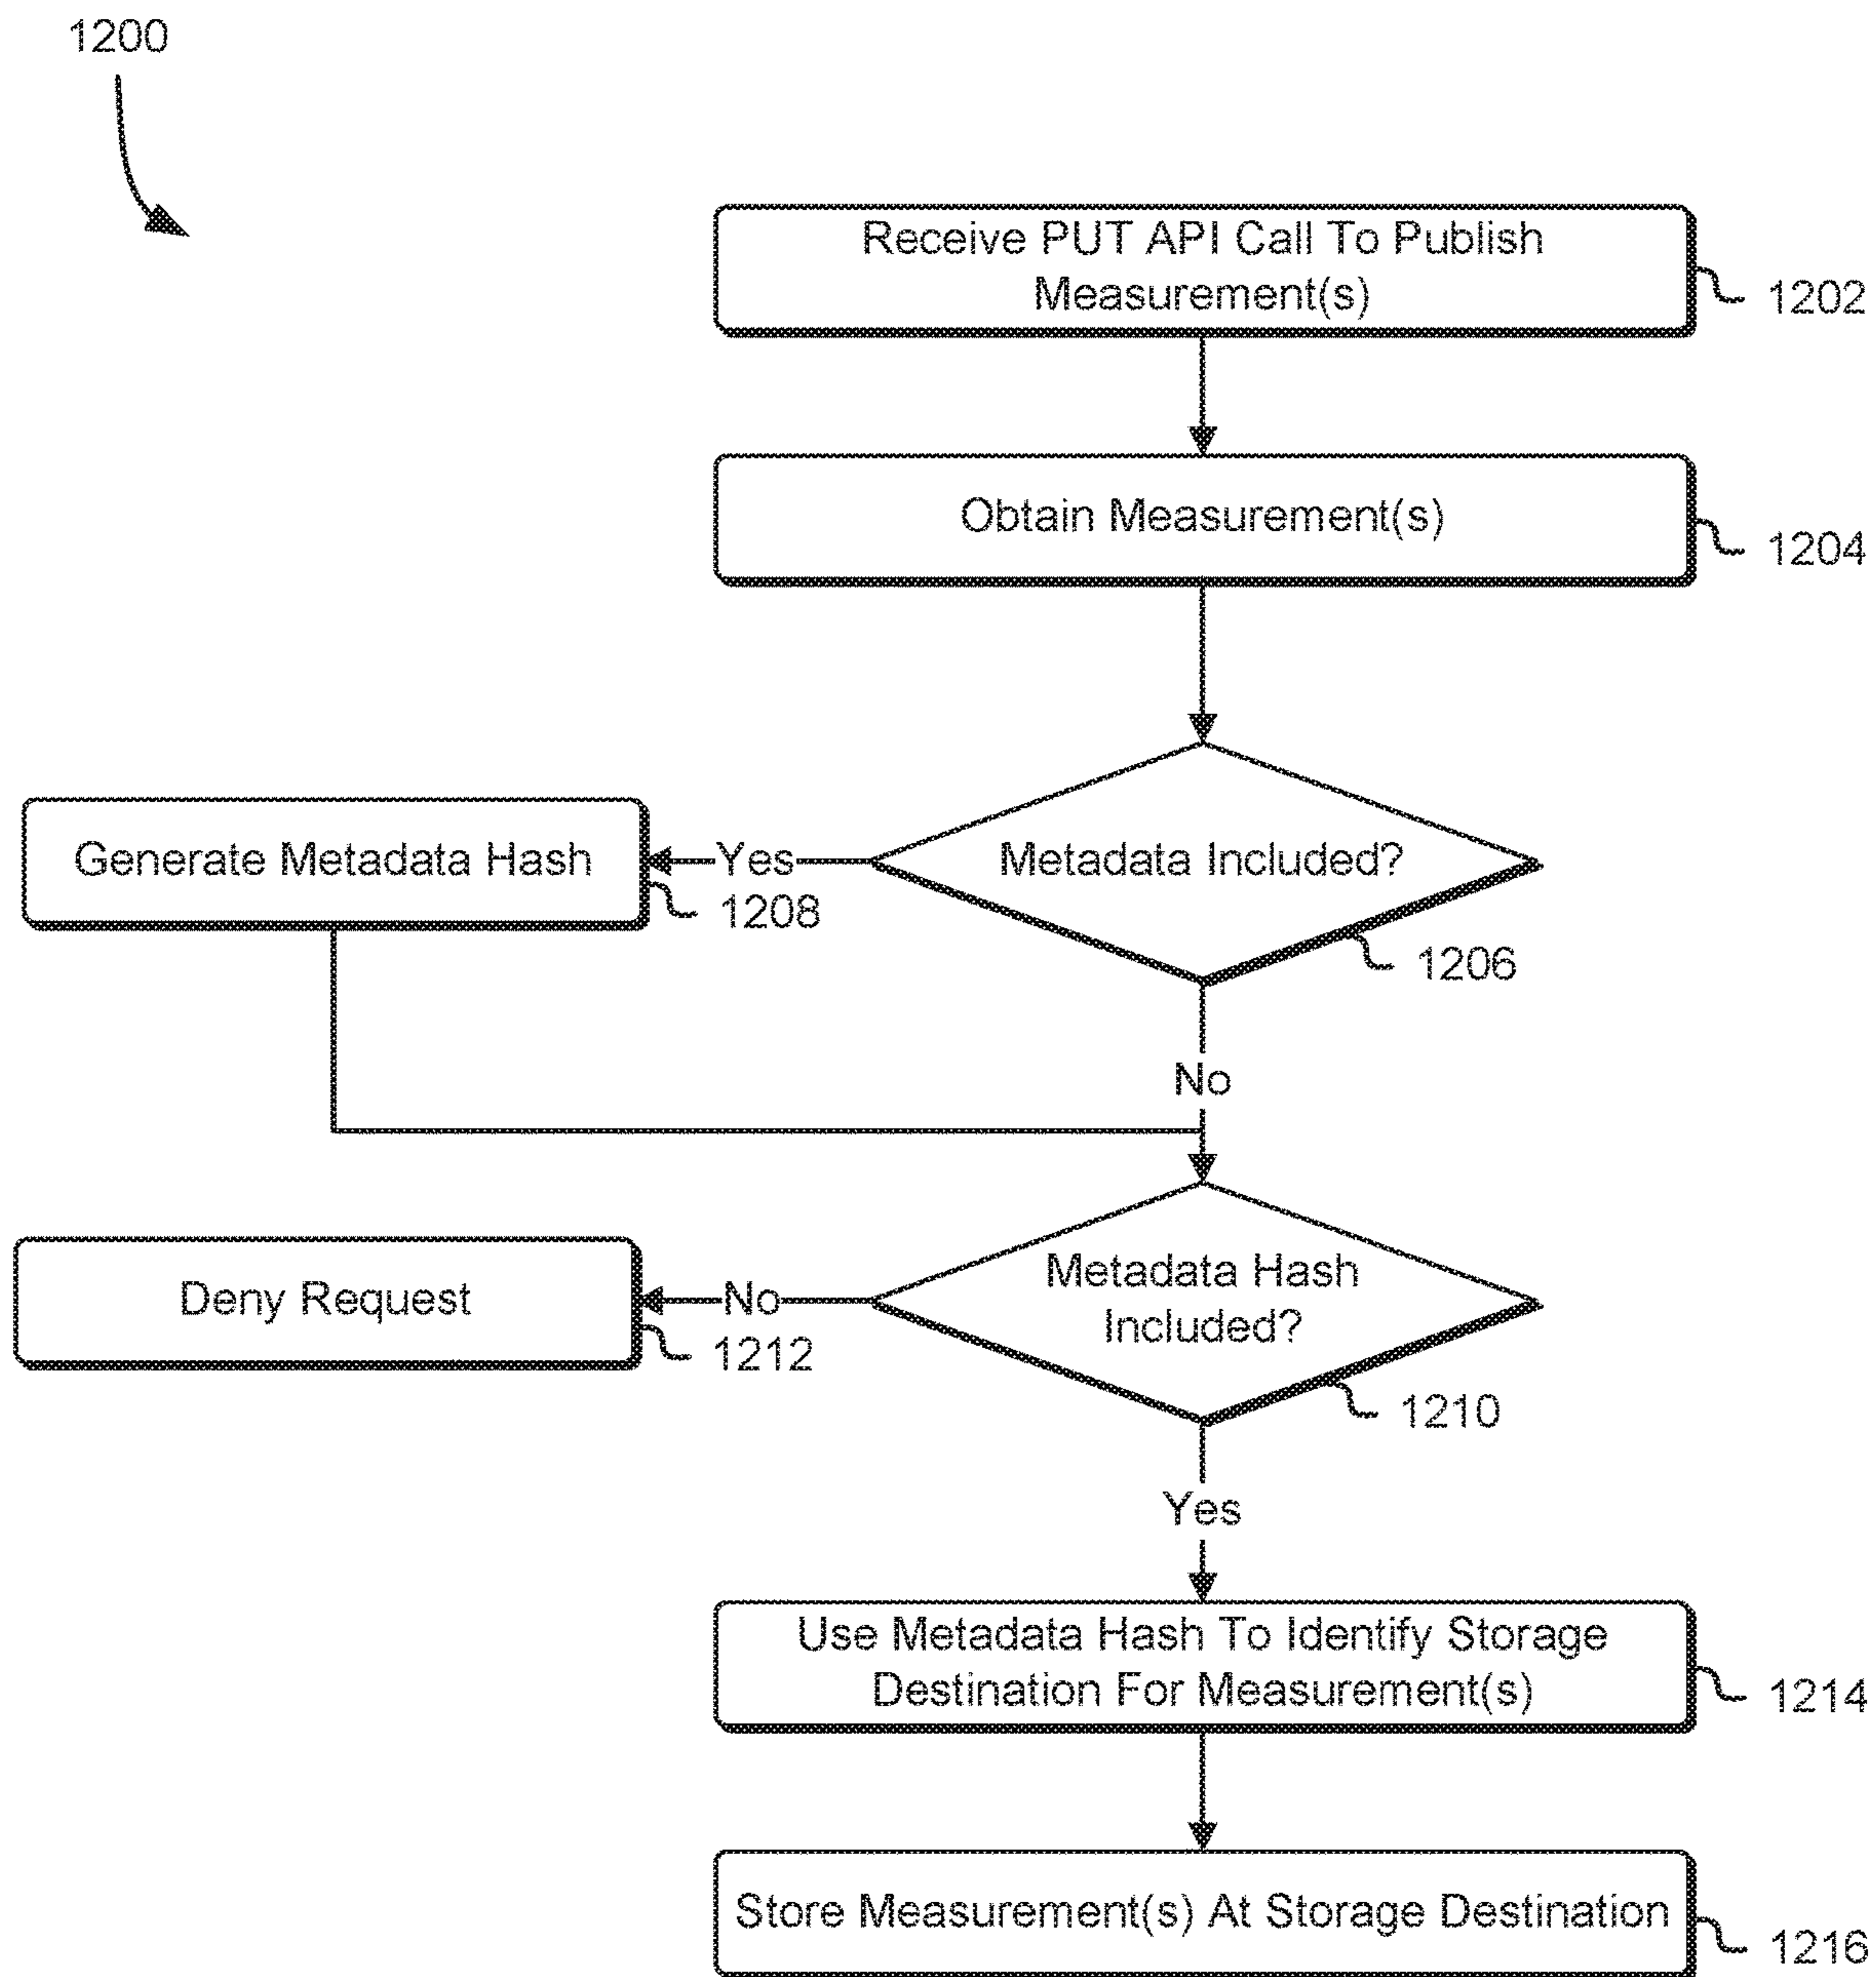 1200
Receive PUT API Call To Publish
Measurement(s)
1202
Obtain Measurement(s)
1204
Generate Metadata Hash
Yes
Metadata Included?
1208
1206
No
Deny Request
No
Metadata Hash
Included?
1212
1210
Yes
Use Metadata Hash To Identify Storage
Destination For Measurement(s)
1214
Store Measurement(s) At Storage Destination
1216